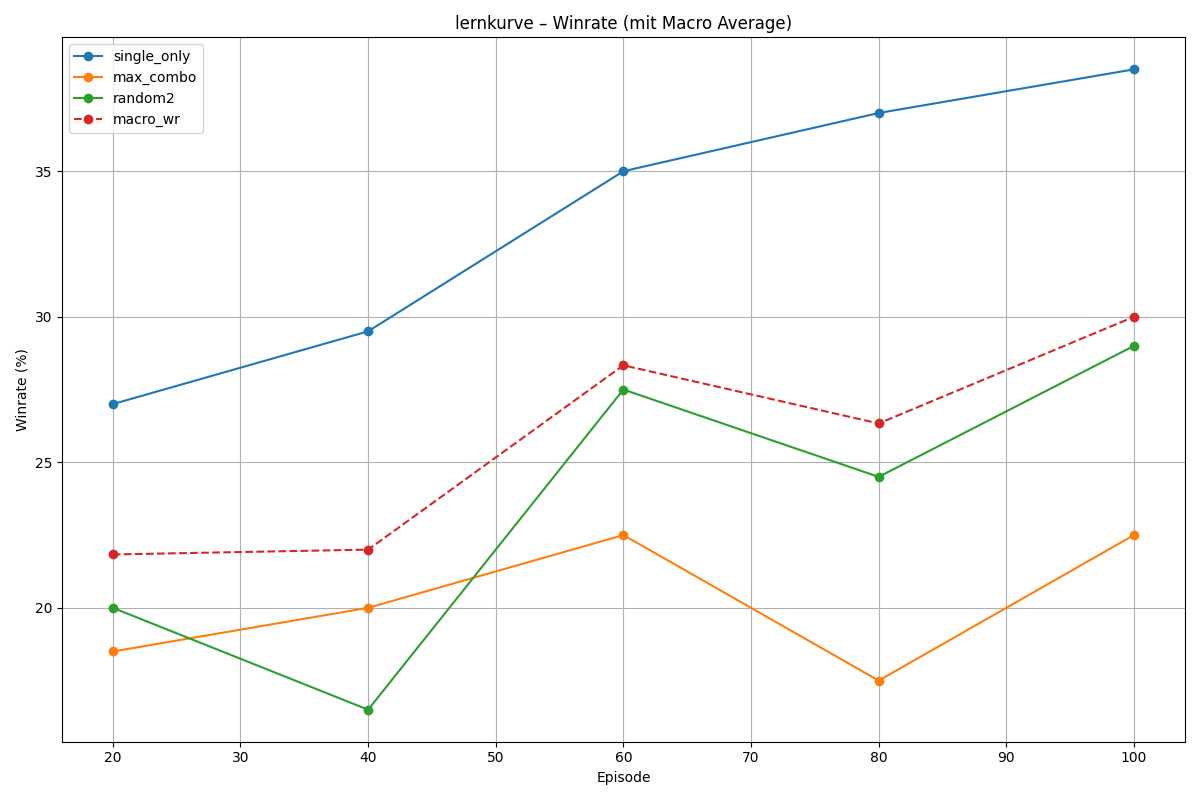 lernkurve – Winrate (mit Macro Average)
single_only
max_combo
random2
macro_wr
Winrate (%)
35
30
25
20
20 30 40 50 60 70 80 90 100
Episode